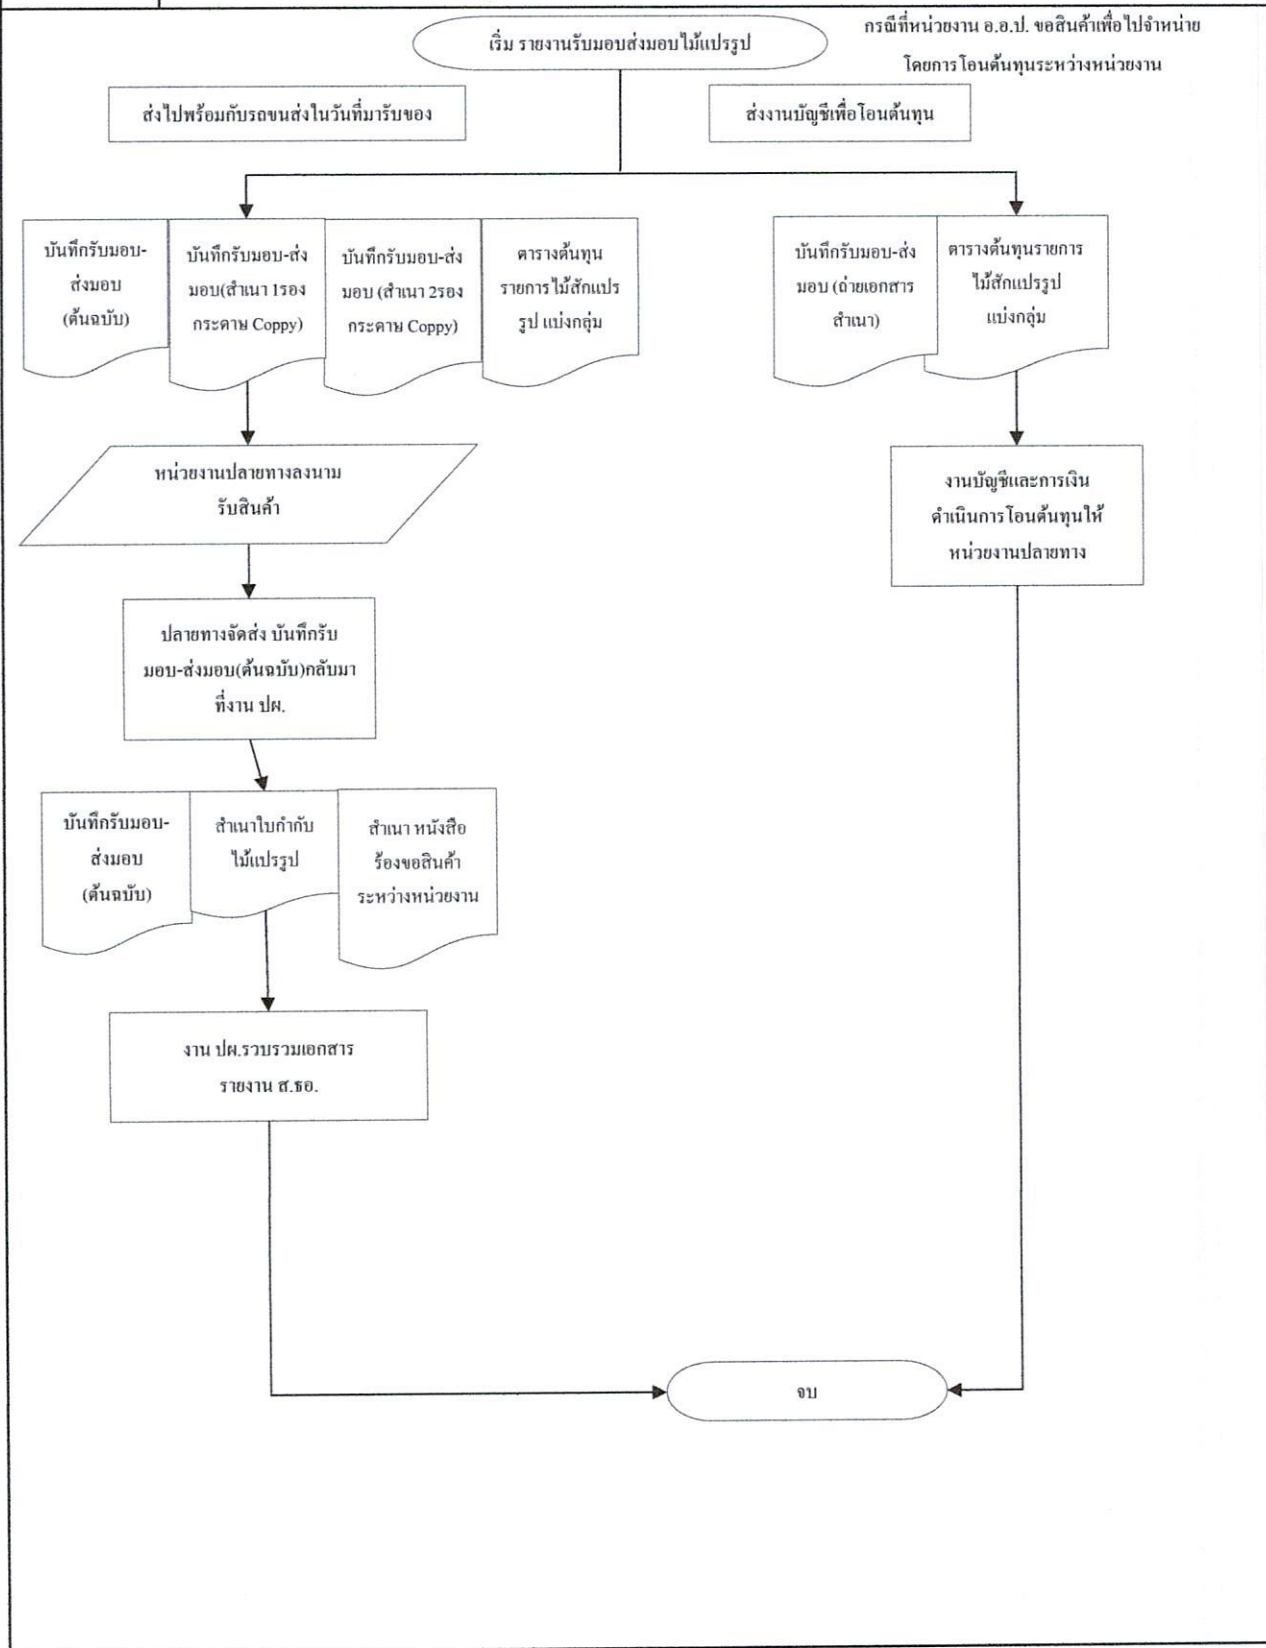 เริ่ม รายงานรับมอบส่งมอบไม้แปรรูป
กรณีที่หน่วยงาน อ.อ.ป. ขอสินค้าเพื่อไปจำหน่าย
โดยการโอนต้นทุนระหว่างหน่วยงาน
ส่งไปพร้อมกับรถขนส่งในวันที่มารับของ
ส่งงานบัญชีเพื่อโอนต้นทุน
บันทึกรับมอบ-
ส่งมอบ
(ต้นฉบับ)
บันทึกรับมอบ-ส่ง
มอบ(สำเนา 1รอง
กระดาษ Coppy)
บันทึกรับมอบ-ส่ง
มอบ (สำเนา 2รอง
กระดาษ Coppy)
ตารางต้นทุน
รายการไม้สักแปร
รูป แบ่งกลุ่ม
บันทึกรับมอบ-ส่ง
มอบ (ถ่ายเอกสาร
สำเนา)
ตารางต้นทุนรายการ
ไม้สักแปรรูป
แบ่งกลุ่ม
หน่วยงานปลายทางลงนาม
รับสินค้า
งานบัญชีและการเงิน
ดำเนินการโอนต้นทุนให้
หน่วยงานปลายทาง
ปลายทางจัดส่ง บันทึกรับ
มอบ-ส่งมอบ(ต้นฉบับ)กลับมา
ที่งาน ปผ.
บันทึกรับมอบ-
ส่งมอบ
(ต้นฉบับ)
สำเนาใบกำกับ
ไม้แปรรูป
สำเนา หนังสือ
ร้องขอสินค้า
ระหว่างหน่วยงาน
งาน ปผ.รวบรวมเอกสาร
รายงาน ส.ธอ.
จบ